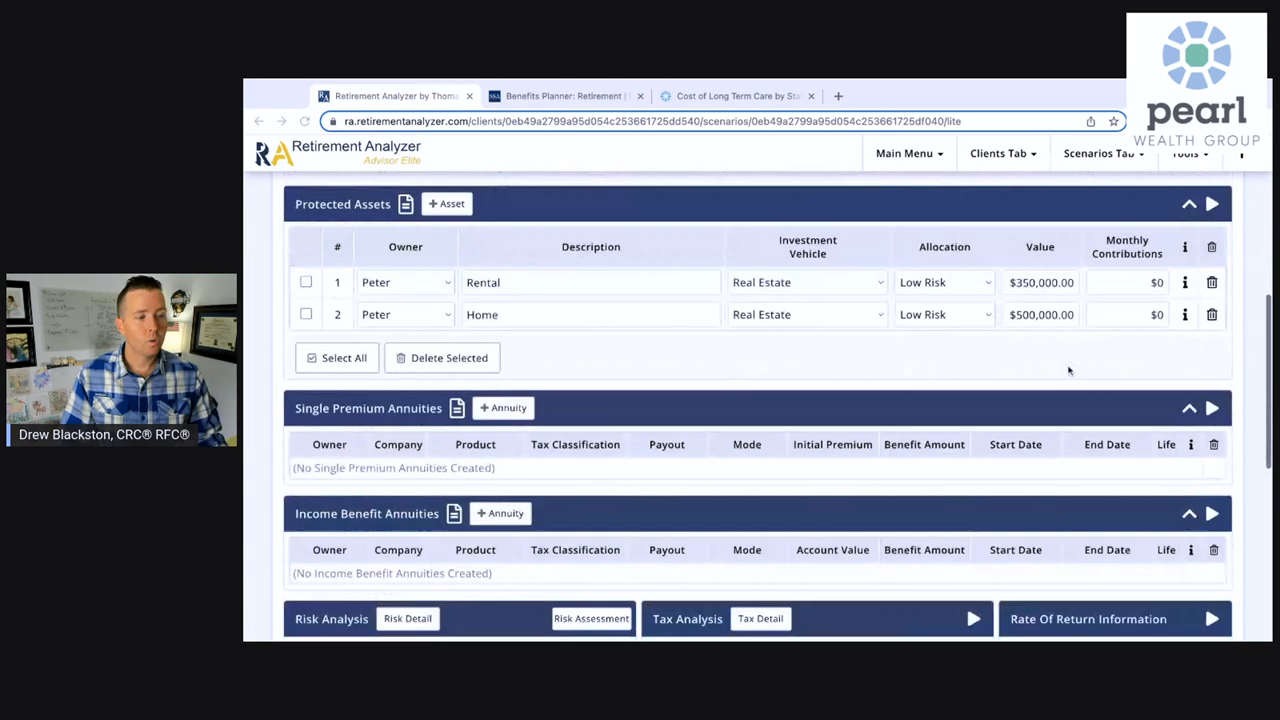 pearl
WEALTH GROUP
Retirement Analyzer by Thoma
Benefits Planner: Retirement |
Cost of Long Term Care by Sta
ra.retirementanalyzer.com/clients/0eb49a2799a95d054c253661725dd540/scenarios/0eb49a2799a95d054c253661725df040/lite
RA Retirement Analyzer
Advisor Elite
Main Menu
Clients Tab
Scenarios Tab
Tools
Protected Assets
+ Asset
# Owner Description Investment Vehicle Allocation Value Monthly Contributions
1 Peter Rental Real Estate Low Risk $350,000.00 $0
2 Peter Home Real Estate Low Risk $500,000.00 $0
Select All
Delete Selected
Single Premium Annuities
+ Annuity
Owner Company Product Tax Classification Payout Mode Initial Premium Benefit Amount Start Date End Date Life
(No Single Premium Annuities Created)
Income Benefit Annuities
+ Annuity
Owner Company Product Tax Classification Payout Mode Account Value Benefit Amount Start Date End Date Life
(No Income Benefit Annuities Created)
Risk Analysis
Risk Detail
Risk Assessment
Tax Analysis
Tax Detail
Rate Of Return Information
Drew Blackston, CRC® RFC®